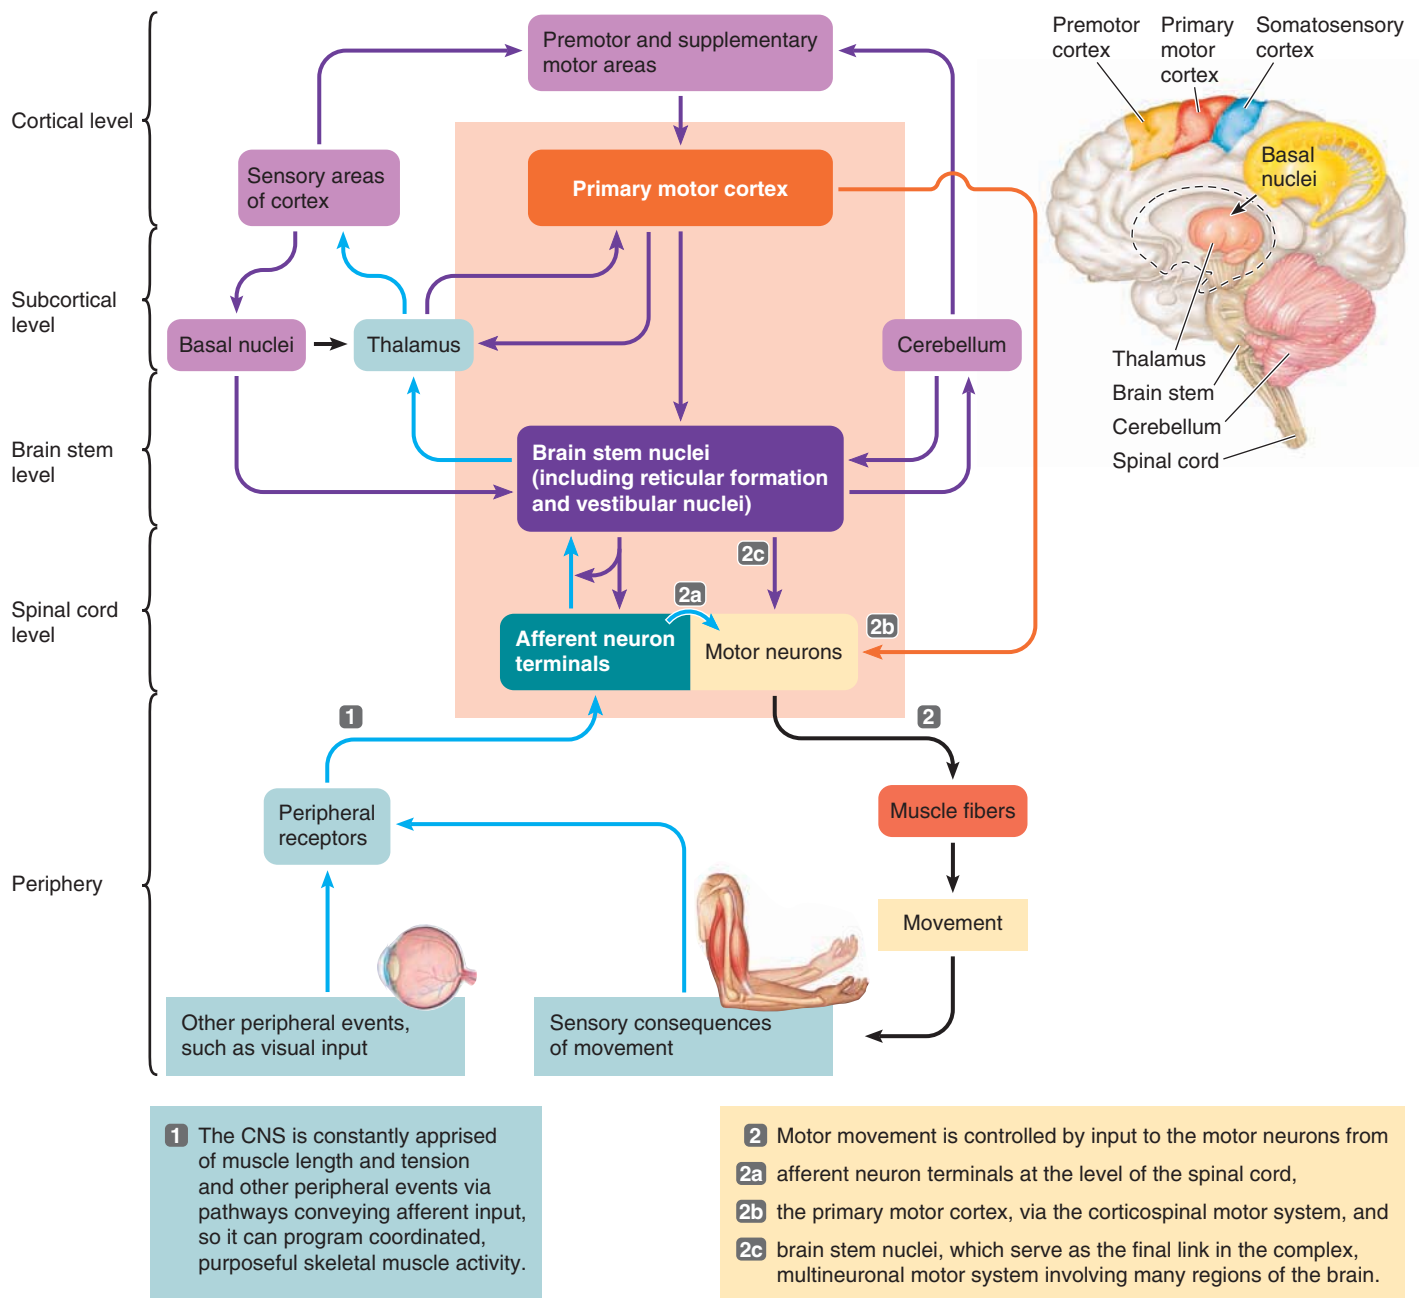 Premotor
cortex
Primary
motor
cortex
Somatosensory
cortex
Premotor and supplementary
motor areas
Cortical level
Sensory areas
of cortex
Primary motor cortex
Basal
nuclei
Subcortical
level
Basal nuclei
Thalamus
Cerebellum
Thalamus
Brain stem
Cerebellum
Spinal cord
Brain stem
level
Brain stem nuclei
(including reticular formation
and vestibular nuclei)
2c
2a
2b
Spinal cord
level
Afferent neuron
terminals
Motor neurons
1
2
Peripheral
receptors
Muscle fibers
Periphery
Movement
Other peripheral events,
such as visual input
Sensory consequences
of movement
1 The CNS is constantly apprised
of muscle length and tension
and other peripheral events via
pathways conveying afferent input,
so it can program coordinated,
purposeful skeletal muscle activity.
2 Motor movement is controlled by input to the motor neurons from
2a afferent neuron terminals at the level of the spinal cord,
2b the primary motor cortex, via the corticospinal motor system, and
2c brain stem nuclei, which serve as the final link in the complex,
multineuronal motor system involving many regions of the brain.